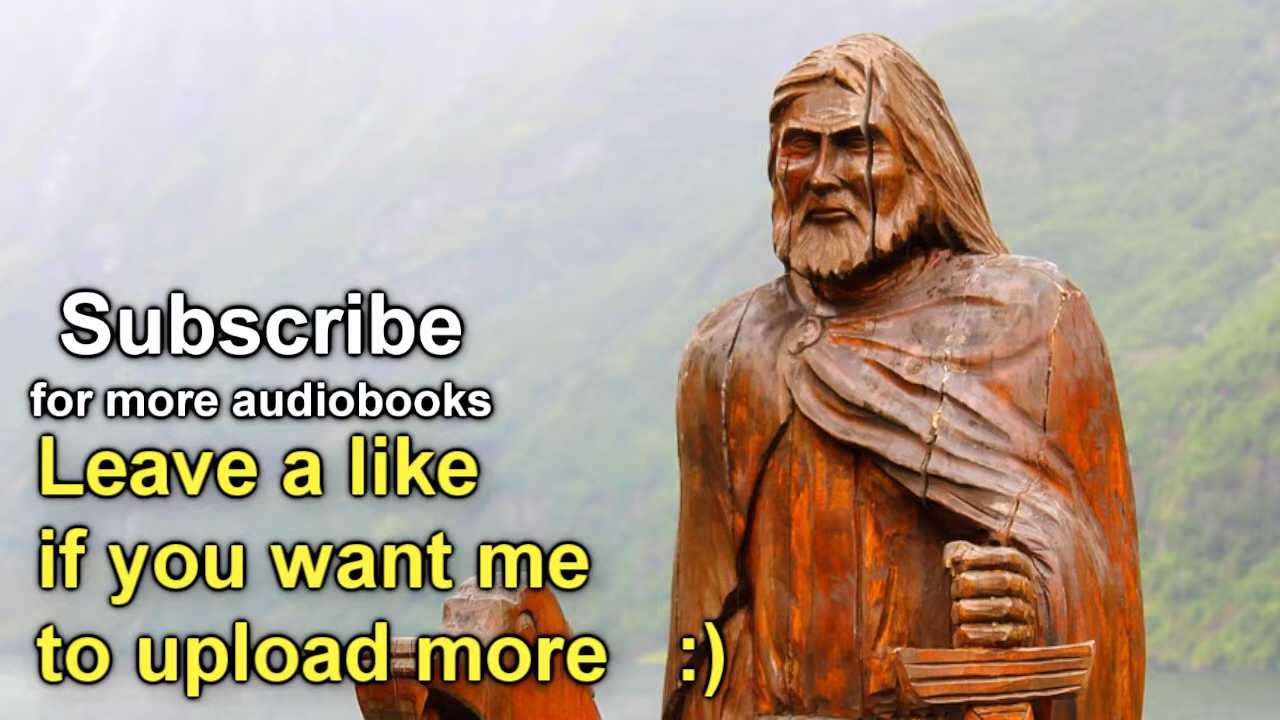 Subscribe
for more audiobooks
Leave a like
if you want me
to upload more :)